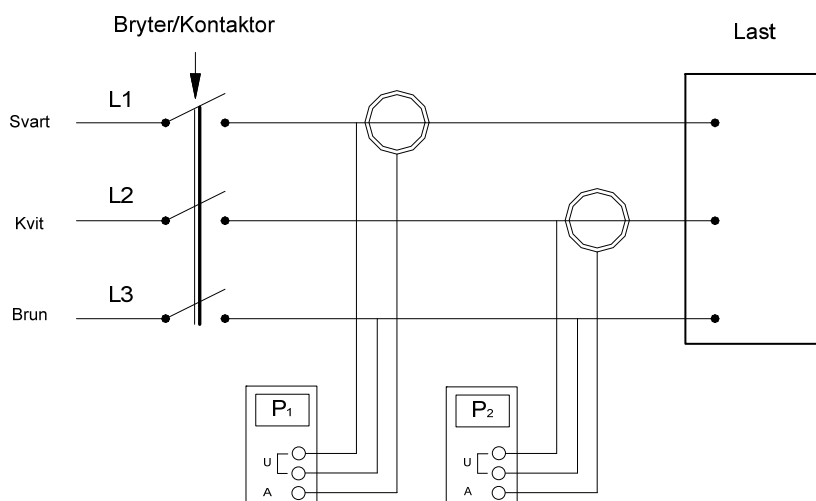 Bryter/Kontaktor
Last
L1
Svart
L2
Kvit
L3
Brun
P1
P2
U
U
A
A